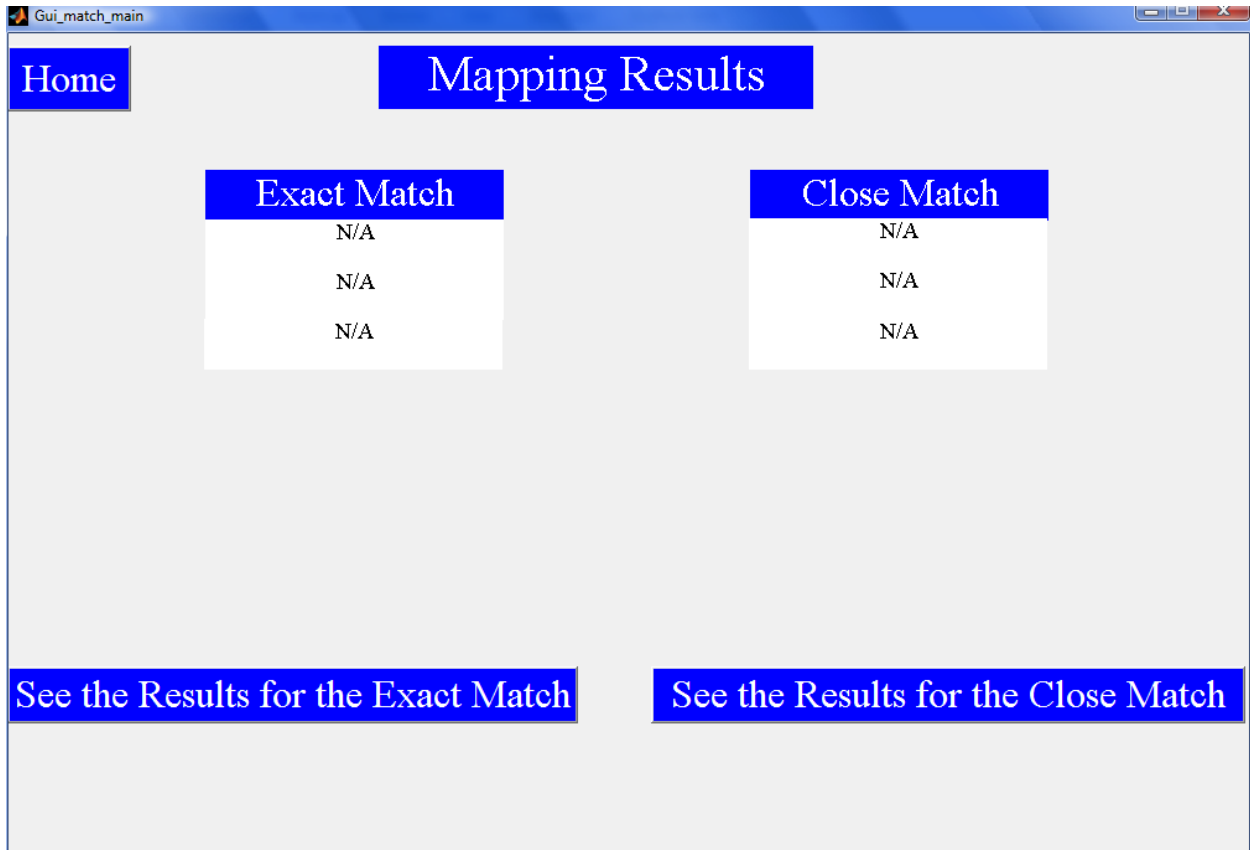 Gui_match_main
Home
Mapping Results
Exact Match
N/A
N/A
N/A
Close Match
N/A
N/A
N/A
See the Results for the Exact Match
See the Results for the Close Match